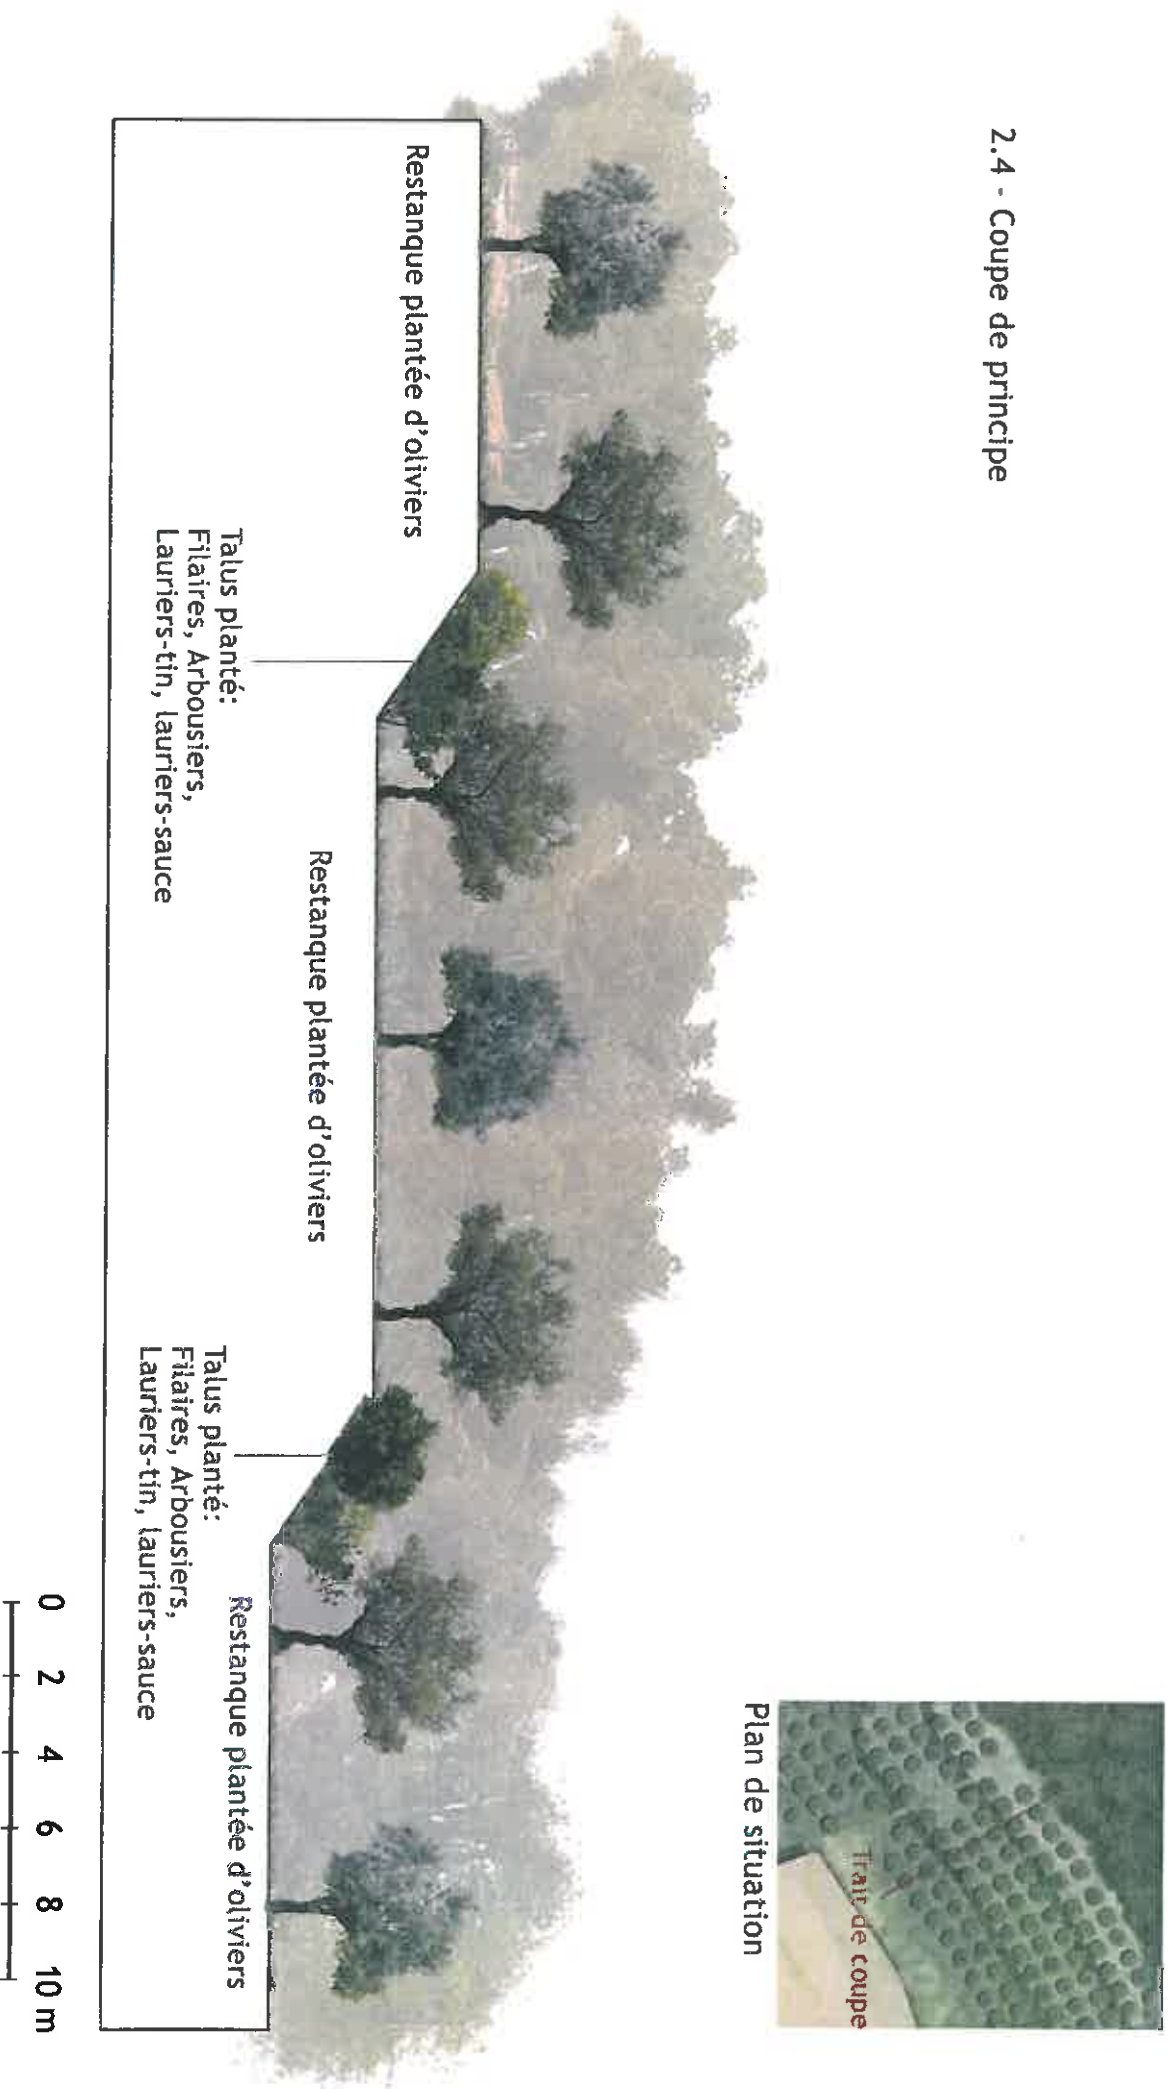 2.4 - Coupe de principe
Trait de coupe
Plan de situation
Restanque plantée d'oliviers
Talus planté:
Filaires, Arbousiers,
Lauriers-tin, lauriers-sauce
Restanque plantée d'oliviers
Talus planté:
Filaires, Arbousiers,
Lauriers-tin, lauriers-sauce
Restanque plantée d'oliviers
0 2 4 6 8 10 m